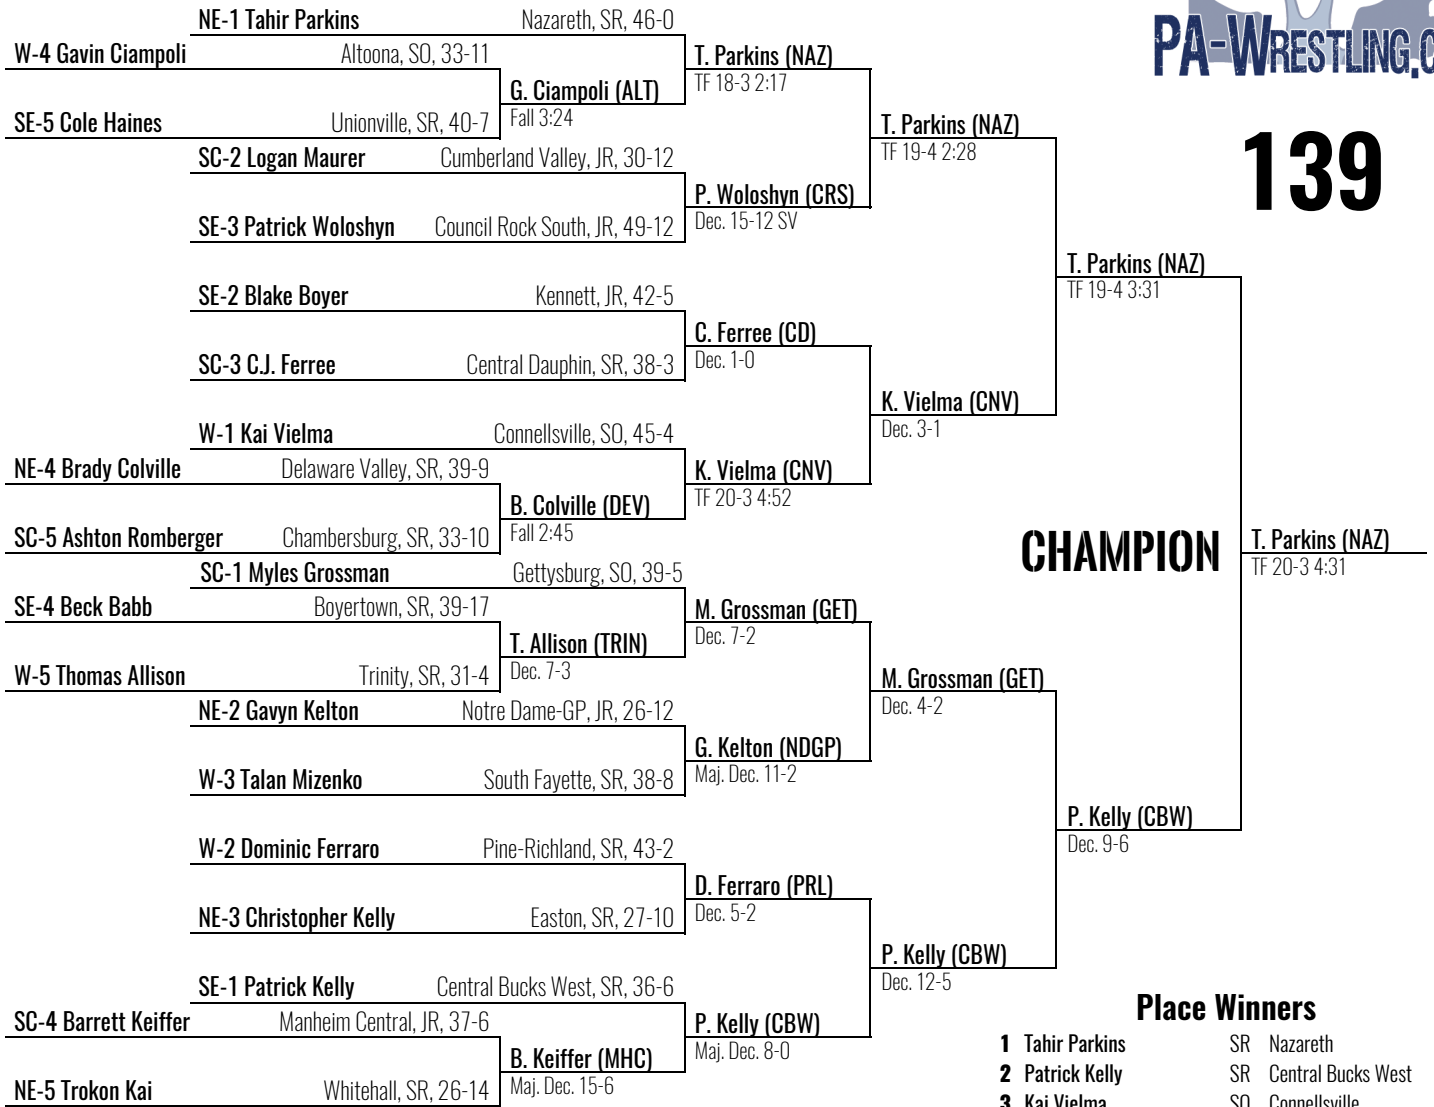 NE-1 Tahir Parkins Nazareth, SR, 46-0
W-4 Gavin Ciampoli Altoona, SO, 33-11
T. Parkins (NAZ)
TF 18-3 2:17
G. Ciampoli (ALT)
Fall 3:24
SE-5 Cole Haines Unionville, SR, 40-7
T. Parkins (NAZ)
TF 19-4 2:28
SC-2 Logan Maurer Cumberland Valley, JR, 30-12
P. Woloshyn (CRS)
Dec. 15-12 SV
SE-3 Patrick Woloshyn Council Rock South, JR, 49-12
T. Parkins (NAZ)
TF 19-4 3:31
SE-2 Blake Boyer Kennett, JR, 42-5
C. Ferree (CD)
Dec. 1-0
SC-3 C.J. Ferree Central Dauphin, SR, 38-3
K. Vielma (CNV)
Dec. 3-1
W-1 Kai Vielma Connellsville, SO, 45-4
NE-4 Brady Colville Delaware Valley, SR, 39-9
K. Vielma (CNV)
TF 20-3 4:52
B. Colville (DEV)
Fall 2:45
SC-5 Ashton Romberger Chambersburg, SR, 33-10
CHAMPION
T. Parkins (NAZ)
TF 20-3 4:31
SC-1 Myles Grossman Gettysburg, SO, 39-5
SE-4 Beck Babb Boyertown, SR, 39-17
M. Grossman (GET)
Dec. 7-2
T. Allison (TRIN)
Dec. 7-3
W-5 Thomas Allison Trinity, SR, 31-4
M. Grossman (GET)
Dec. 4-2
NE-2 Gavyn Kelton Notre Dame-GP, JR, 26-12
G. Kelton (NDGP)
Maj. Dec. 11-2
W-3 Talan Mizenko South Fayette, SR, 38-8
P. Kelly (CBW)
Dec. 9-6
W-2 Dominic Ferraro Pine-Richland, SR, 43-2
D. Ferraro (PRL)
Dec. 5-2
NE-3 Christopher Kelly Easton, SR, 27-10
P. Kelly (CBW)
Dec. 12-5
SE-1 Patrick Kelly Central Bucks West, SR, 36-6
SC-4 Barrett Keiffer Manheim Central, JR, 37-6
P. Kelly (CBW)
Maj. Dec. 8-0
B. Keiffer (MHC)
Maj. Dec. 15-6
NE-5 Trokon Kai Whitehall, SR, 26-14
PA-WRESTLING.C
139
Place Winners
1 Tahir Parkins SR Nazareth
2 Patrick Kelly SR Central Bucks West
3 Kai Vielma SO Connellsville